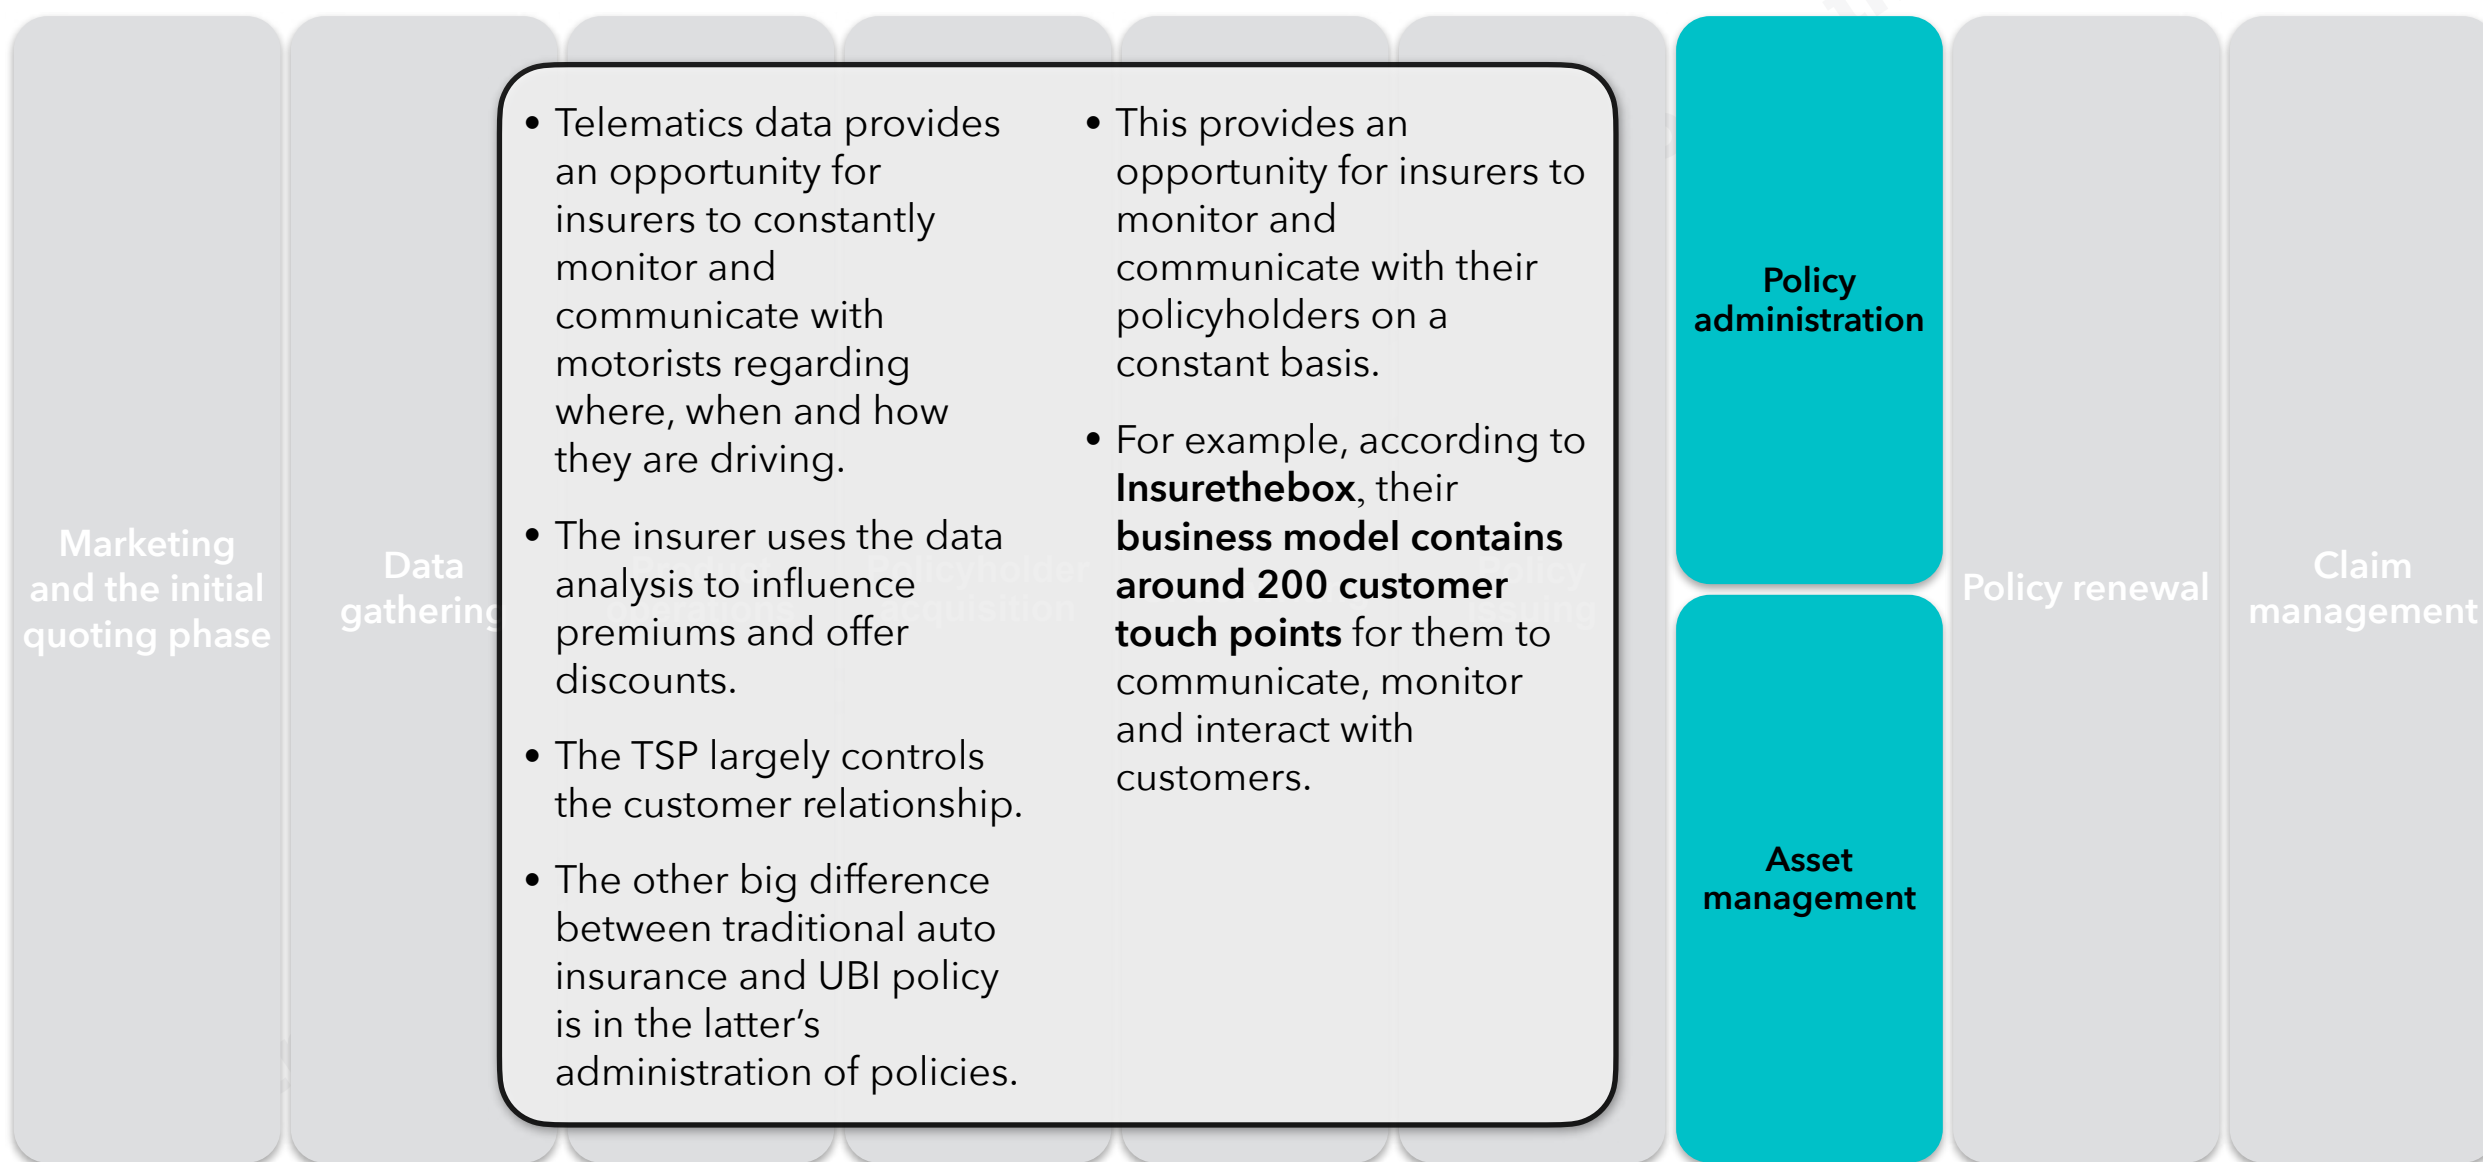 Marketing
and the initial
quoting phase
Data
gathering
• Telematics data provides
an opportunity for
insurers to constantly
monitor and
communicate with
motorists regarding
where, when and how
they are driving.
• The insurer uses the data
analysis to influence
premiums and offer
discounts.
• The TSP largely controls
the customer relationship.
• The other big difference
between traditional auto
insurance and UBI policy
is in the latter’s
administration of policies.
• This provides an
opportunity for insurers to
monitor and
communicate with their
policyholders on a
constant basis.
• For example, according to
Insurethebox, their
business model contains
around 200 customer
touch points for them to
communicate, monitor
and interact with
customers.
Product
operations
Policyholder
acquisition
Policy
issuing
Policy
administration
Asset
management
Policy renewal
Claim
management